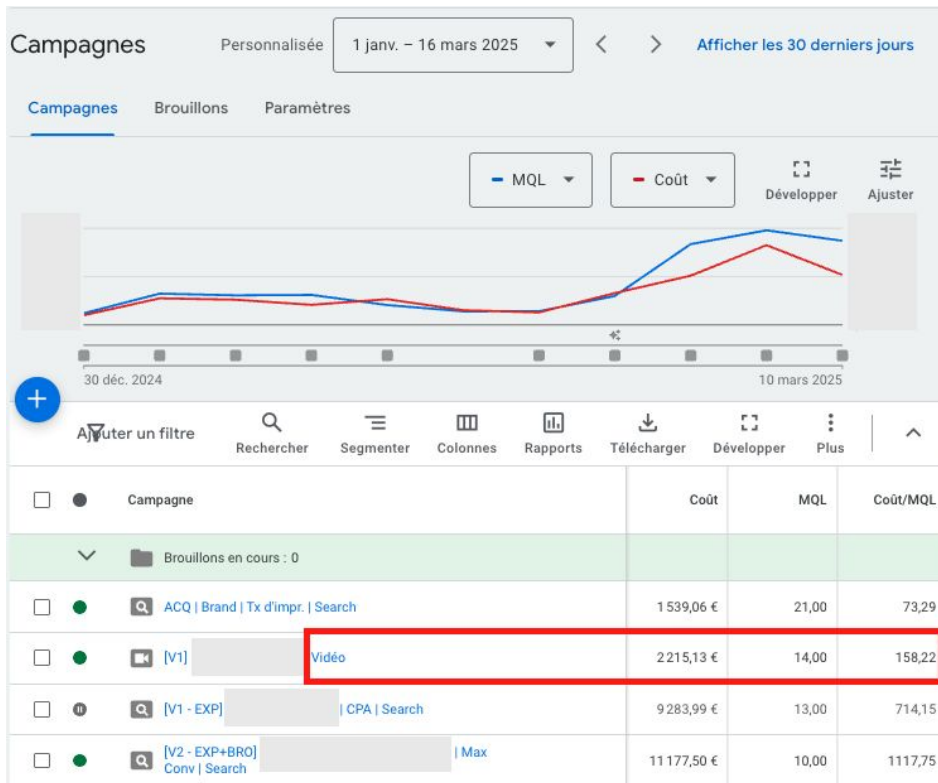 Campagnes Personnalisée 1 janv. – 16 mars 2025 Afficher les 30 derniers jours
Campagnes Brouillons Paramètres
MQL Coût Développer Ajuster
30 déc. 2024 10 mars 2025
Ajouter un filtre Rechercher Segmenter Colonnes Rapports Télécharger Développer Plus
Campagne Coût MQL Coût/MQL
Brouillons en cours : 0
ACQ | Brand | Tx d'impr. | Search 1 539,06 € 21,00 73,29
[V1] Vidéo 2 215,13 € 14,00 158,22
[V1 - EXP] | CPA | Search 9 283,99 € 13,00 714,15
[V2 - EXP+BRO] | Max
Conv | Search 11 177,50 € 10,00 1117,75